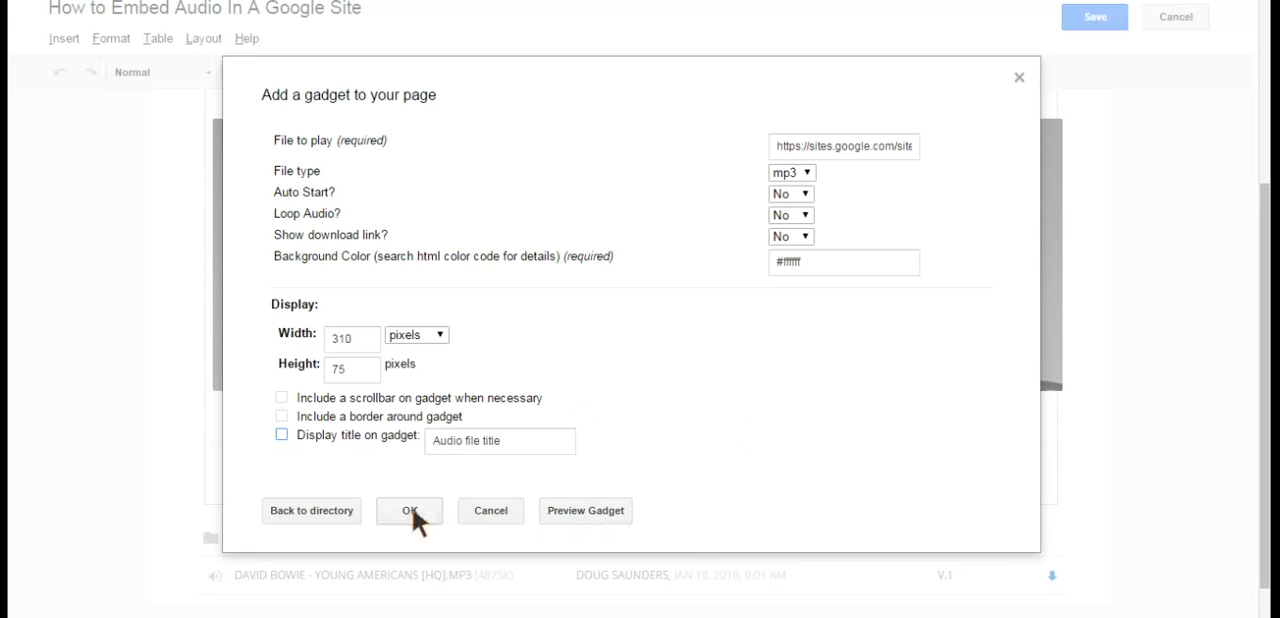 How to Embed Audio In A Google Site
Save
Cancel
Insert Format Table Layout Help
Normal
Add a gadget to your page
File to play (required)
https://sites.google.com/site
File type
mp3
Auto Start?
No
Loop Audio?
No
Show download link?
No
Background Color (search html color code for details) (required)
#ffffff
Display:
Width: 310 pixels
Height: 75 pixels
Include a scrollbar on gadget when necessary
Include a border around gadget
Display title on gadget: Audio file title
Back to directory OK Cancel Preview Gadget
DAVID BOWIE - YOUNG AMERICANS [HQ].MP3 (4875K) DOUG SAUNDERS, JAN 19, 2016, 9:01 AM V.1